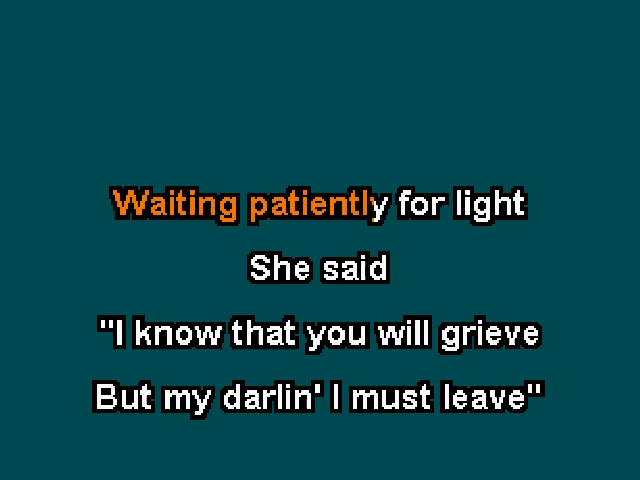 Waiting patiently for light
She said
"I know that you will grieve
But my darlin' I must leave"